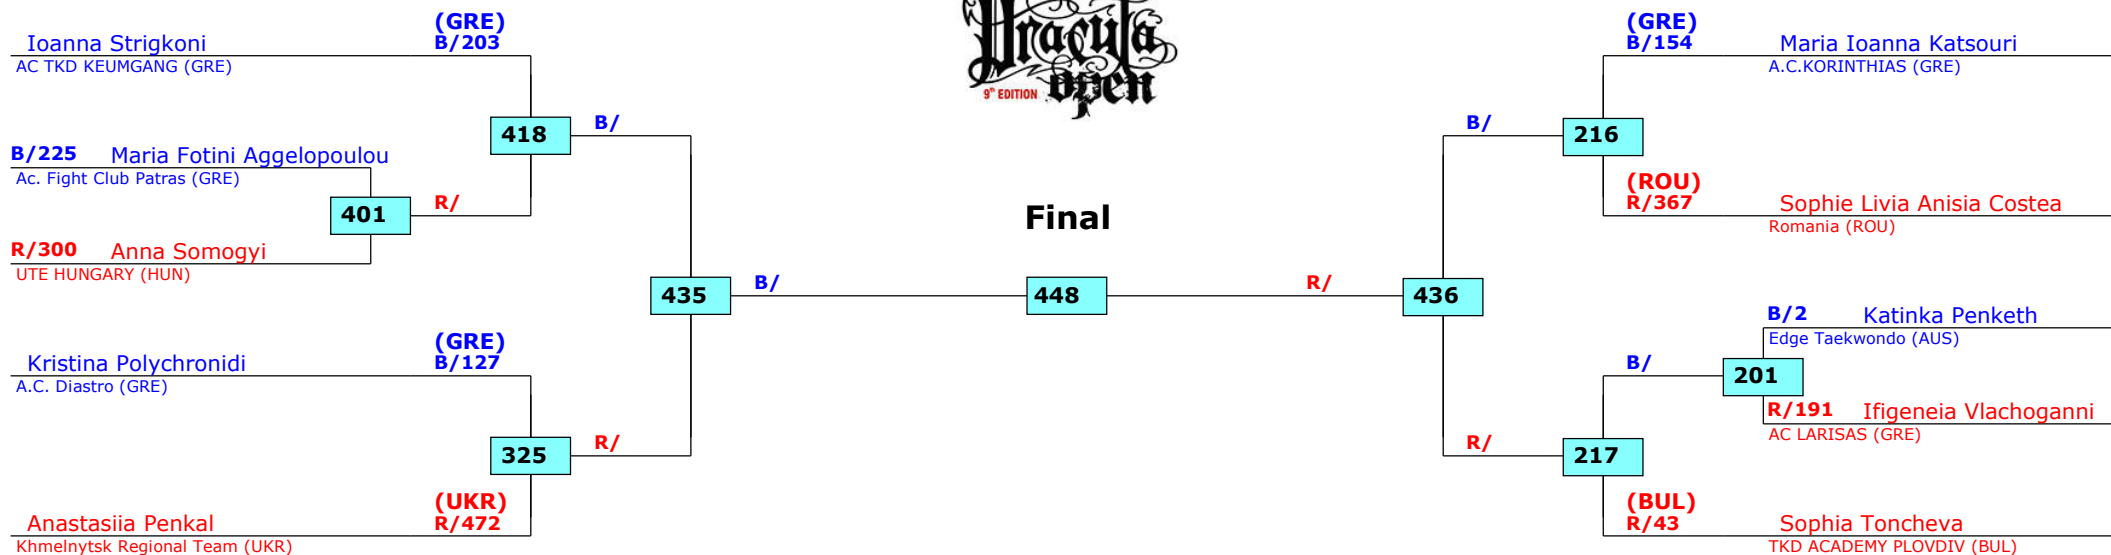 Dracula
open
9th EDITION
(GRE)
Ioanna Strigkoni B/203
AC TKD KEUMGANG (GRE)
418
B/
B/225 Maria Fotini Aggelopoulou
Ac. Fight Club Patras (GRE)
401
R/
R/300 Anna Somogyi
UTE HUNGARY (HUN)
435
B/
(GRE)
Kristina Polychronidi B/127
A.C. Diastro (GRE)
325
R/
(UKR)
Anastasiia Penkal R/472
Khmelnytsk Regional Team (UKR)
Final
448
(GRE)
B/154 Maria Ioanna Katsouri
A.C.KORINTHIAS (GRE)
B/
216
(ROU)
R/367 Sophie Livia Anisia Costea
Romania (ROU)
R/
436
B/2 Katinka Penketh
Edge Taekwondo (AUS)
B/
201
R/191 Ifigeneia Vlachoganni
AC LARISAS (GRE)
R/
217
(BUL)
R/43 Sophia Toncheva
TKD ACADEMY PLOVDIV (BUL)